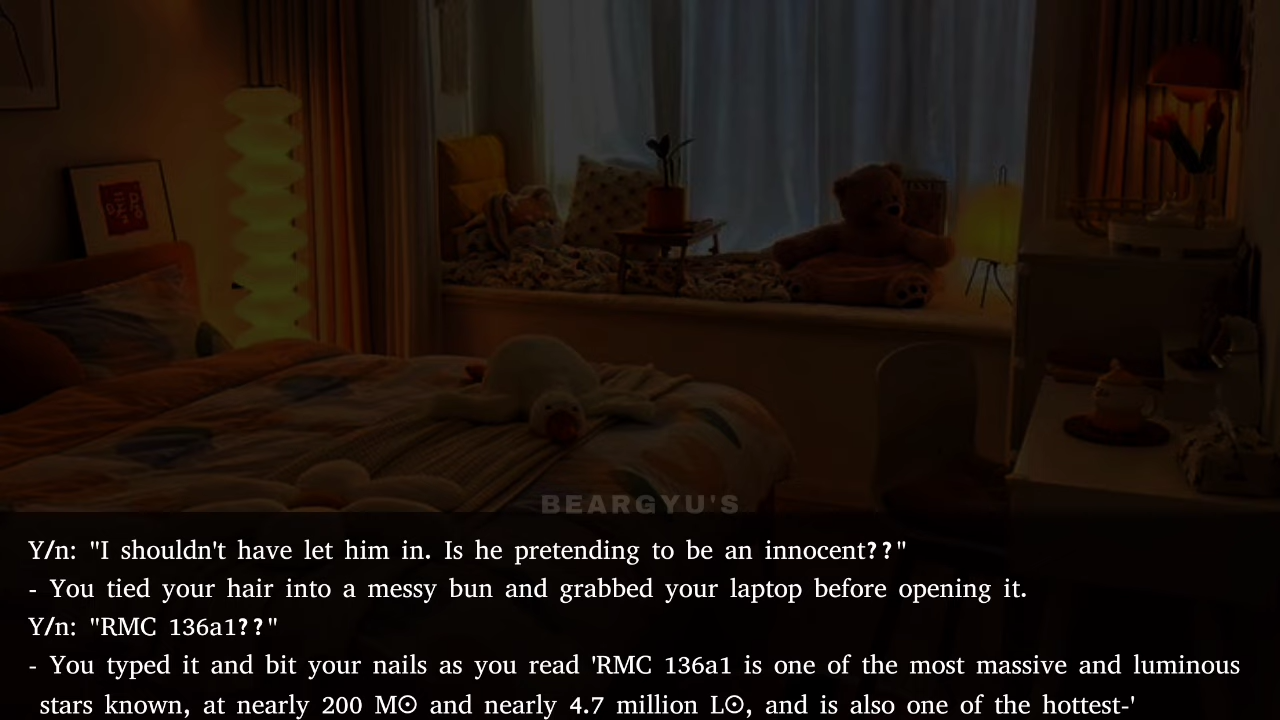 BEARGYU'S
Y/n: "I shouldn't have let him in. Is he pretending to be an innocent??"
- You tied your hair into a messy bun and grabbed your laptop before opening it.
Y/n: "RMC 136a1??"
- You typed it and bit your nails as you read 'RMC 136a1 is one of the most massive and luminous
stars known, at nearly 200 M☉ and nearly 4.7 million L☉, and is also one of the hottest-'